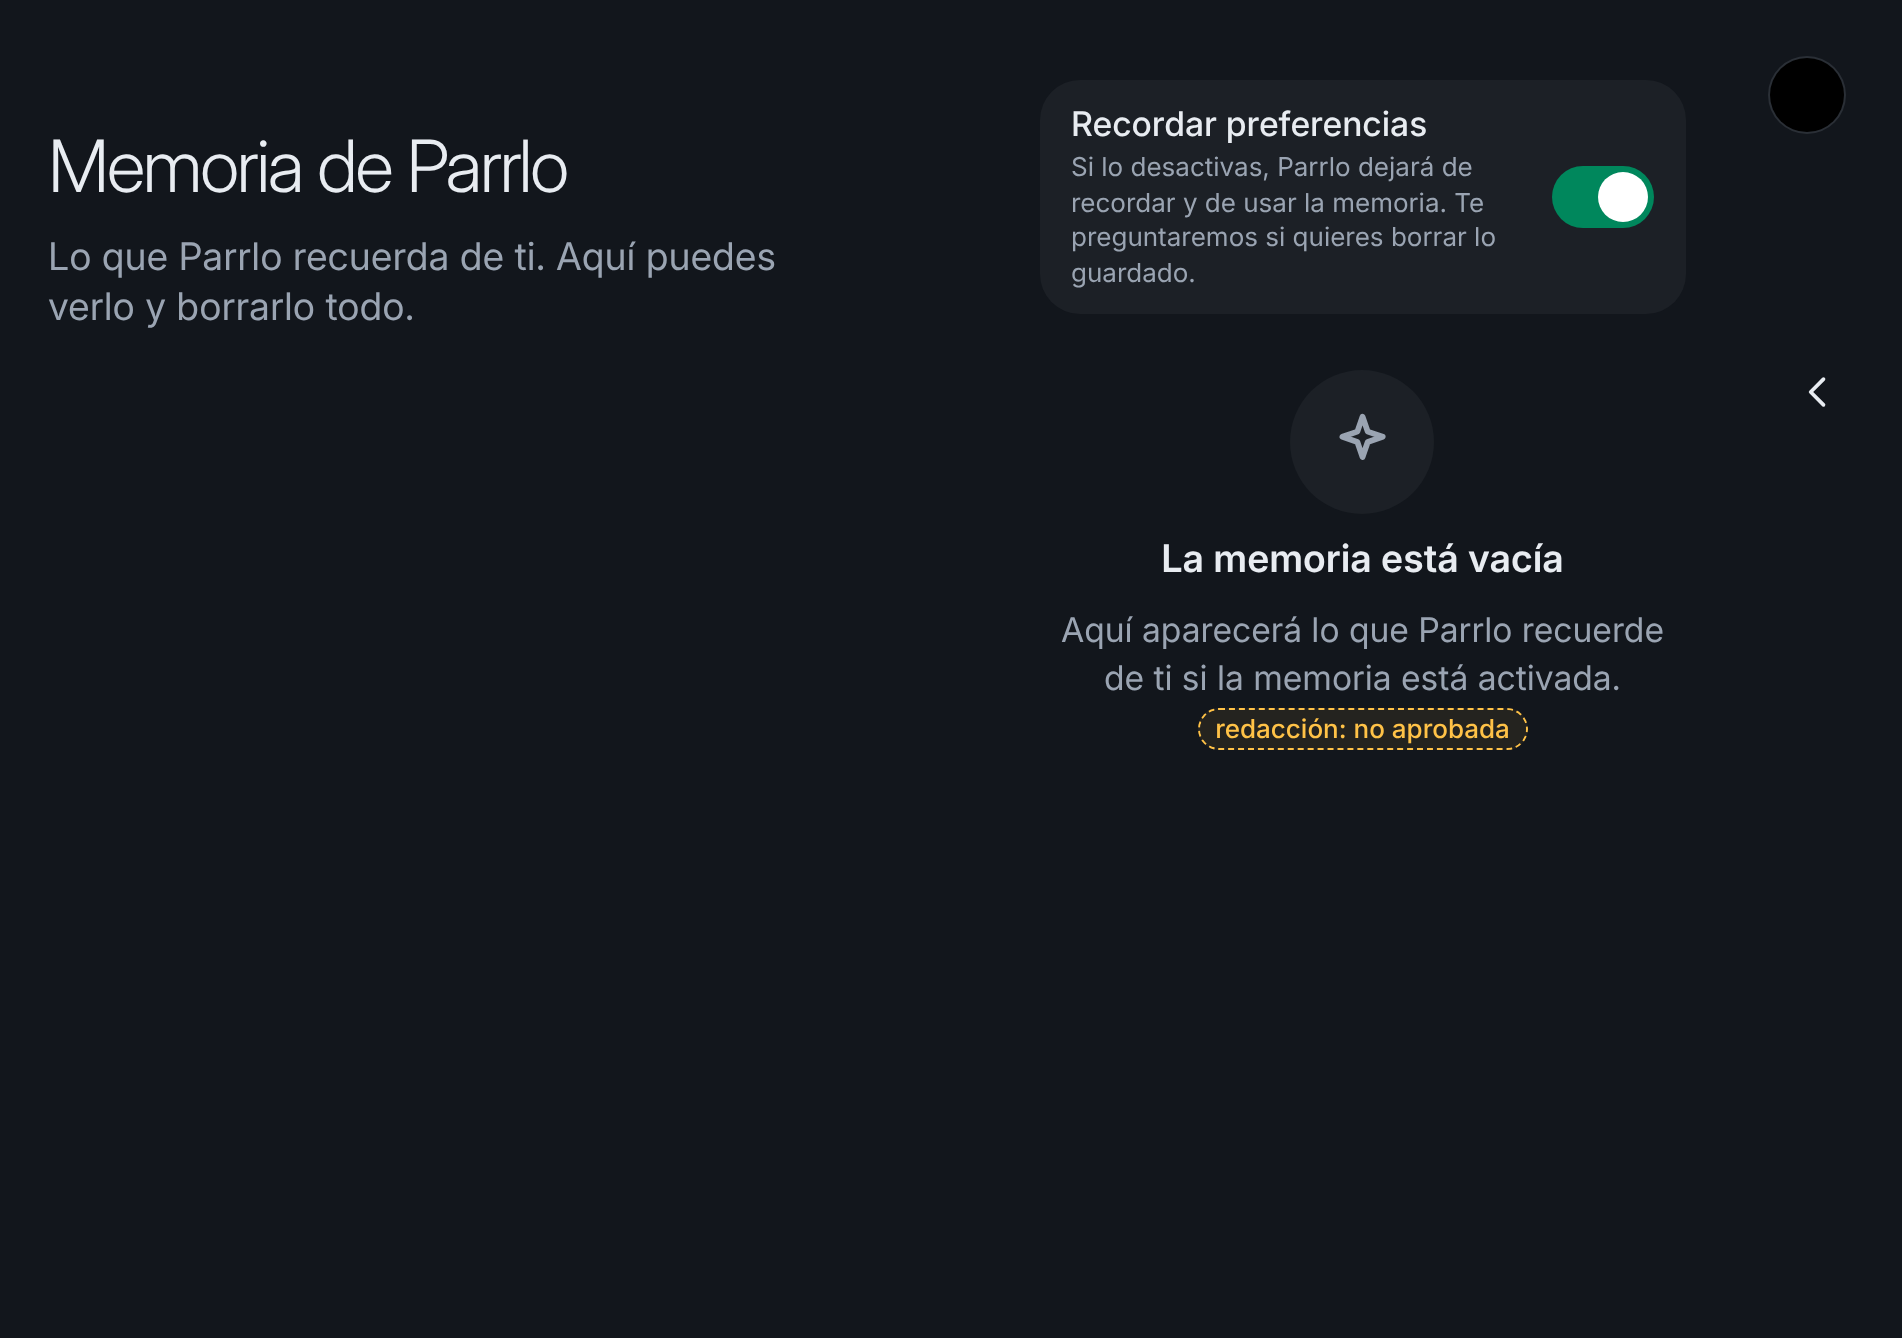 Memoria de Parrlo
Lo que Parrlo recuerda de ti. Aquí puedes
verlo y borrarlo todo.
Recordar preferencias
Si lo desactivas, Parrlo dejará de
recordar y de usar la memoria. Te
preguntaremos si quieres borrar lo
guardado.
La memoria está vacía
Aquí aparecerá lo que Parrlo recuerde
de ti si la memoria está activada.
redacción: no aprobada